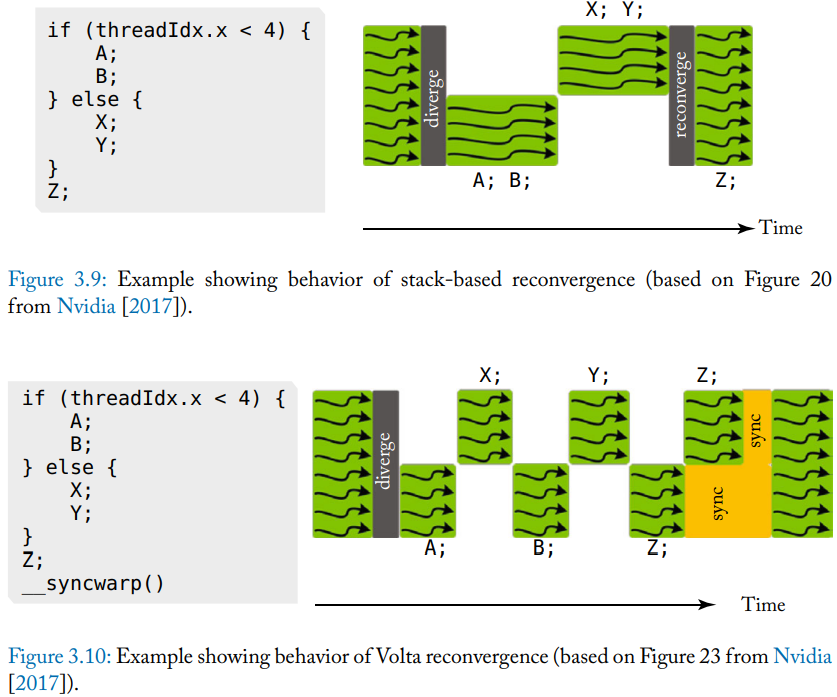 if (threadIdx.x < 4) {
A;
B;
} else {
X;
Y;
}
Z;
X; Y;
diverge
reconverge
A; B;
Z;
Time
Figure 3.9: Example showing behavior of stack-based reconvergence (based on Figure 20
from Nvidia [2017]).
if (threadIdx.x < 4) {
A;
B;
} else {
X;
Y;
}
Z;
__syncwarp()
X;
Y;
Z;
diverge
sync
sync
A;
B;
Z;
Time
Figure 3.10: Example showing behavior of Volta reconvergence (based on Figure 23 from Nvidia
[2017]).